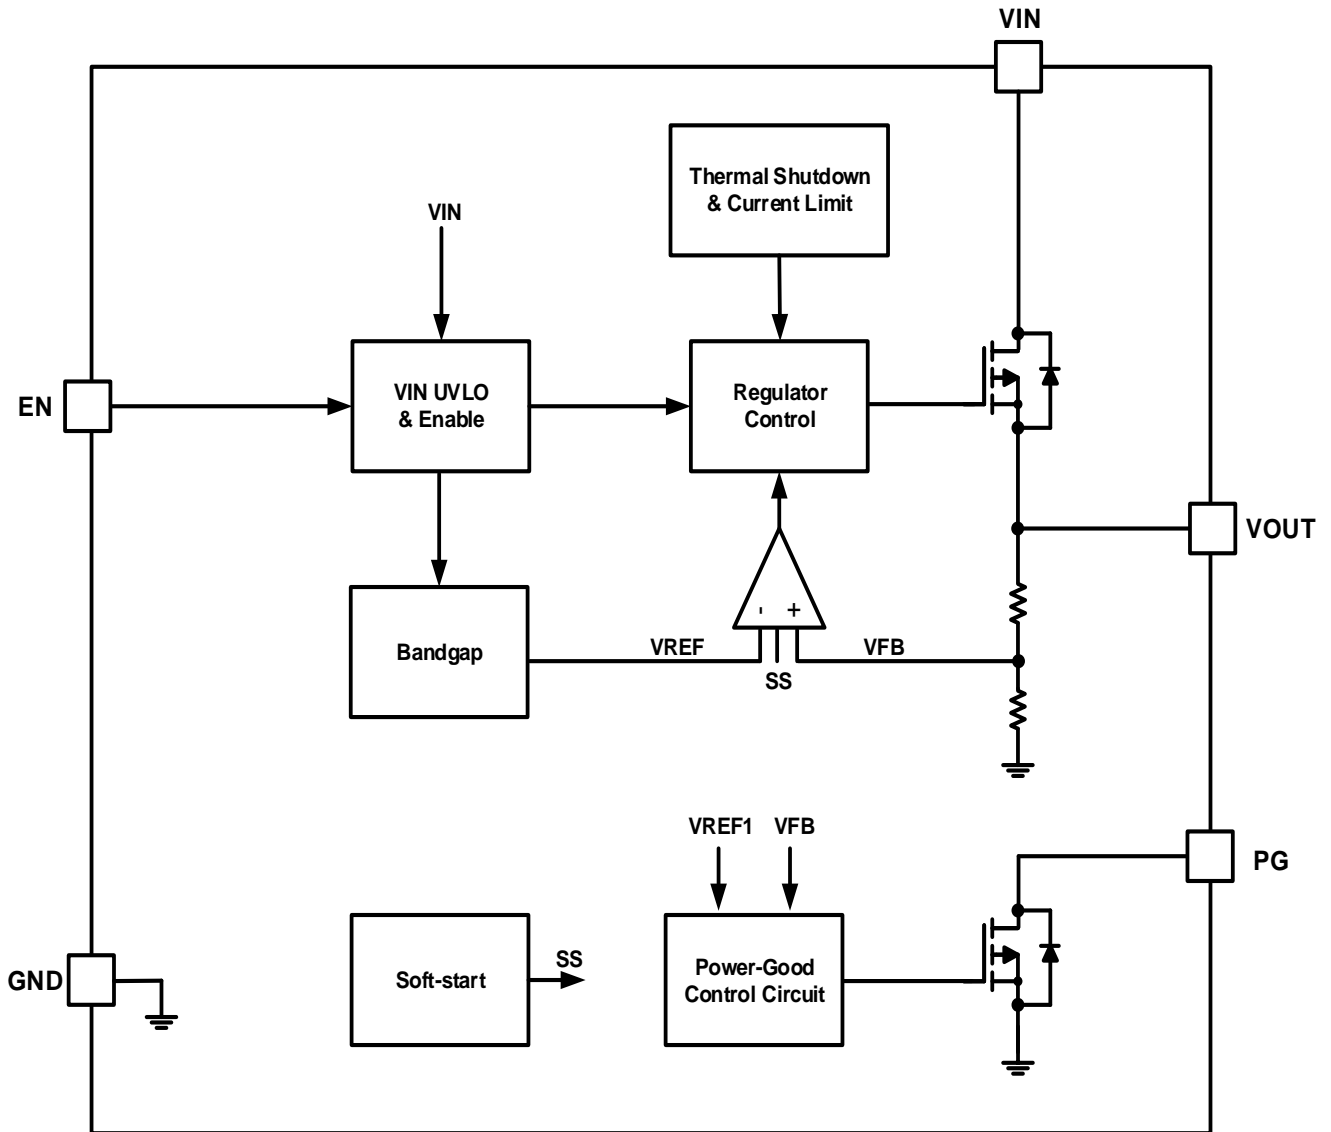 VIN
Thermal Shutdown
& Current Limit
VIN
EN
VIN UVLO
& Enable
Regulator
Control
VOUT
- +
Bandgap
VREF
SS
VFB
VREF1
VFB
PG
GND
Soft-start
SS
Power-Good
Control Circuit